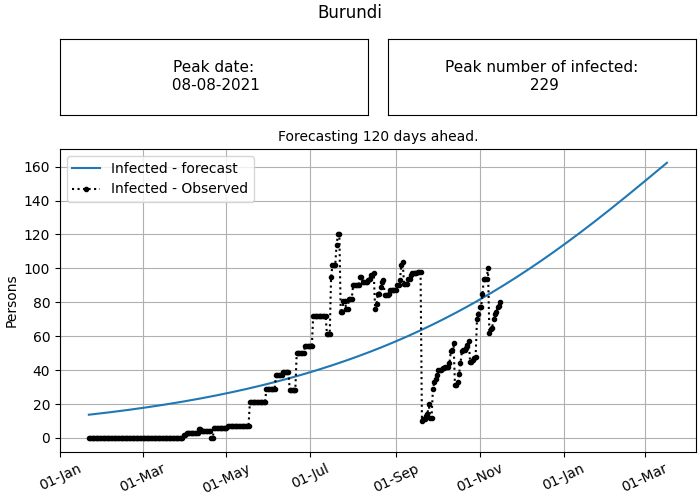 Burundi
Peak date:
08-08-2021
Peak number of infected:
229
Forecasting 120 days ahead.
Infected - forecast
Infected - Observed
Persons
160
140
120
100
80
60
40
20
0
01-Jan 01-Mar 01-May 01-Jul 01-Sep 01-Nov 01-Jan 01-Mar